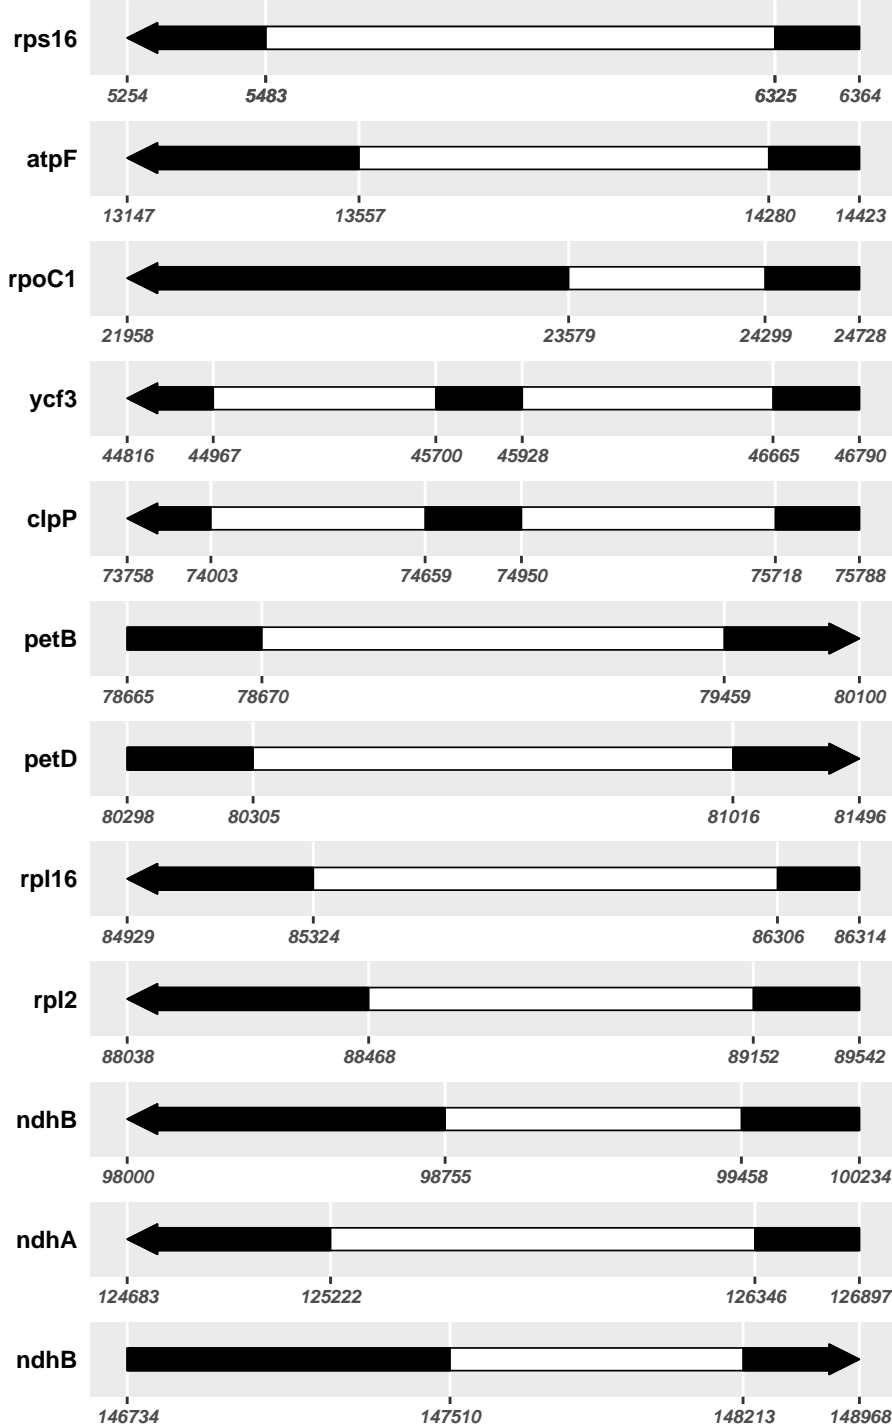 rps16
5254 5483 6325 6364
atpF
13147 13557 14280 14423
rpoC1
21958 23579 24299 24728
ycf3
44816 44967 45700 45928 46665 46790
clpP
73758 74003 74659 74950 75718 75788
petB
78665 78670 79459 80100
petD
80298 80305 81016 81496
rpl16
84929 85324 86306 86314
rpl2
88038 88468 89152 89542
ndhB
98000 98755 99458 100234
ndhA
124683 125222 126346 126897
ndhB
146734 147510 148213 148968